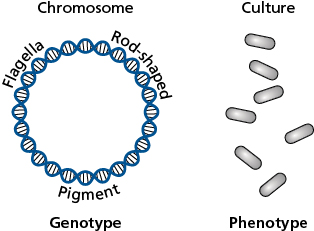 Chromosome
Culture
Flagella
Rod-shaped
Pigment
Genotype
Phenotype